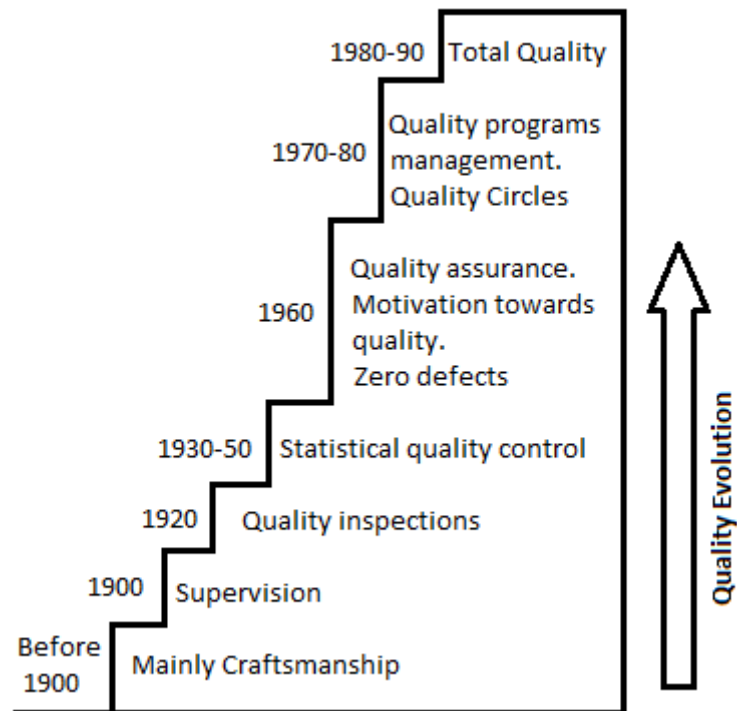 1980-90 Total Quality
1970-80
Quality programs
management.
Quality Circles
1960
Quality assurance.
Motivation towards
quality.
Zero defects
1930-50 Statistical quality control
1920 Quality inspections
1900 Supervision
Before
1900
Mainly Craftsmanship
Quality Evolution